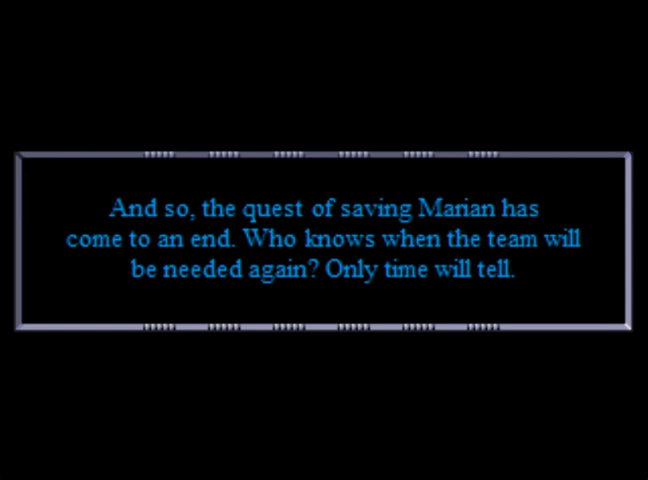 And so, the quest of saving Marian has
come to an end. Who knows when the team will
be needed again? Only time will tell.